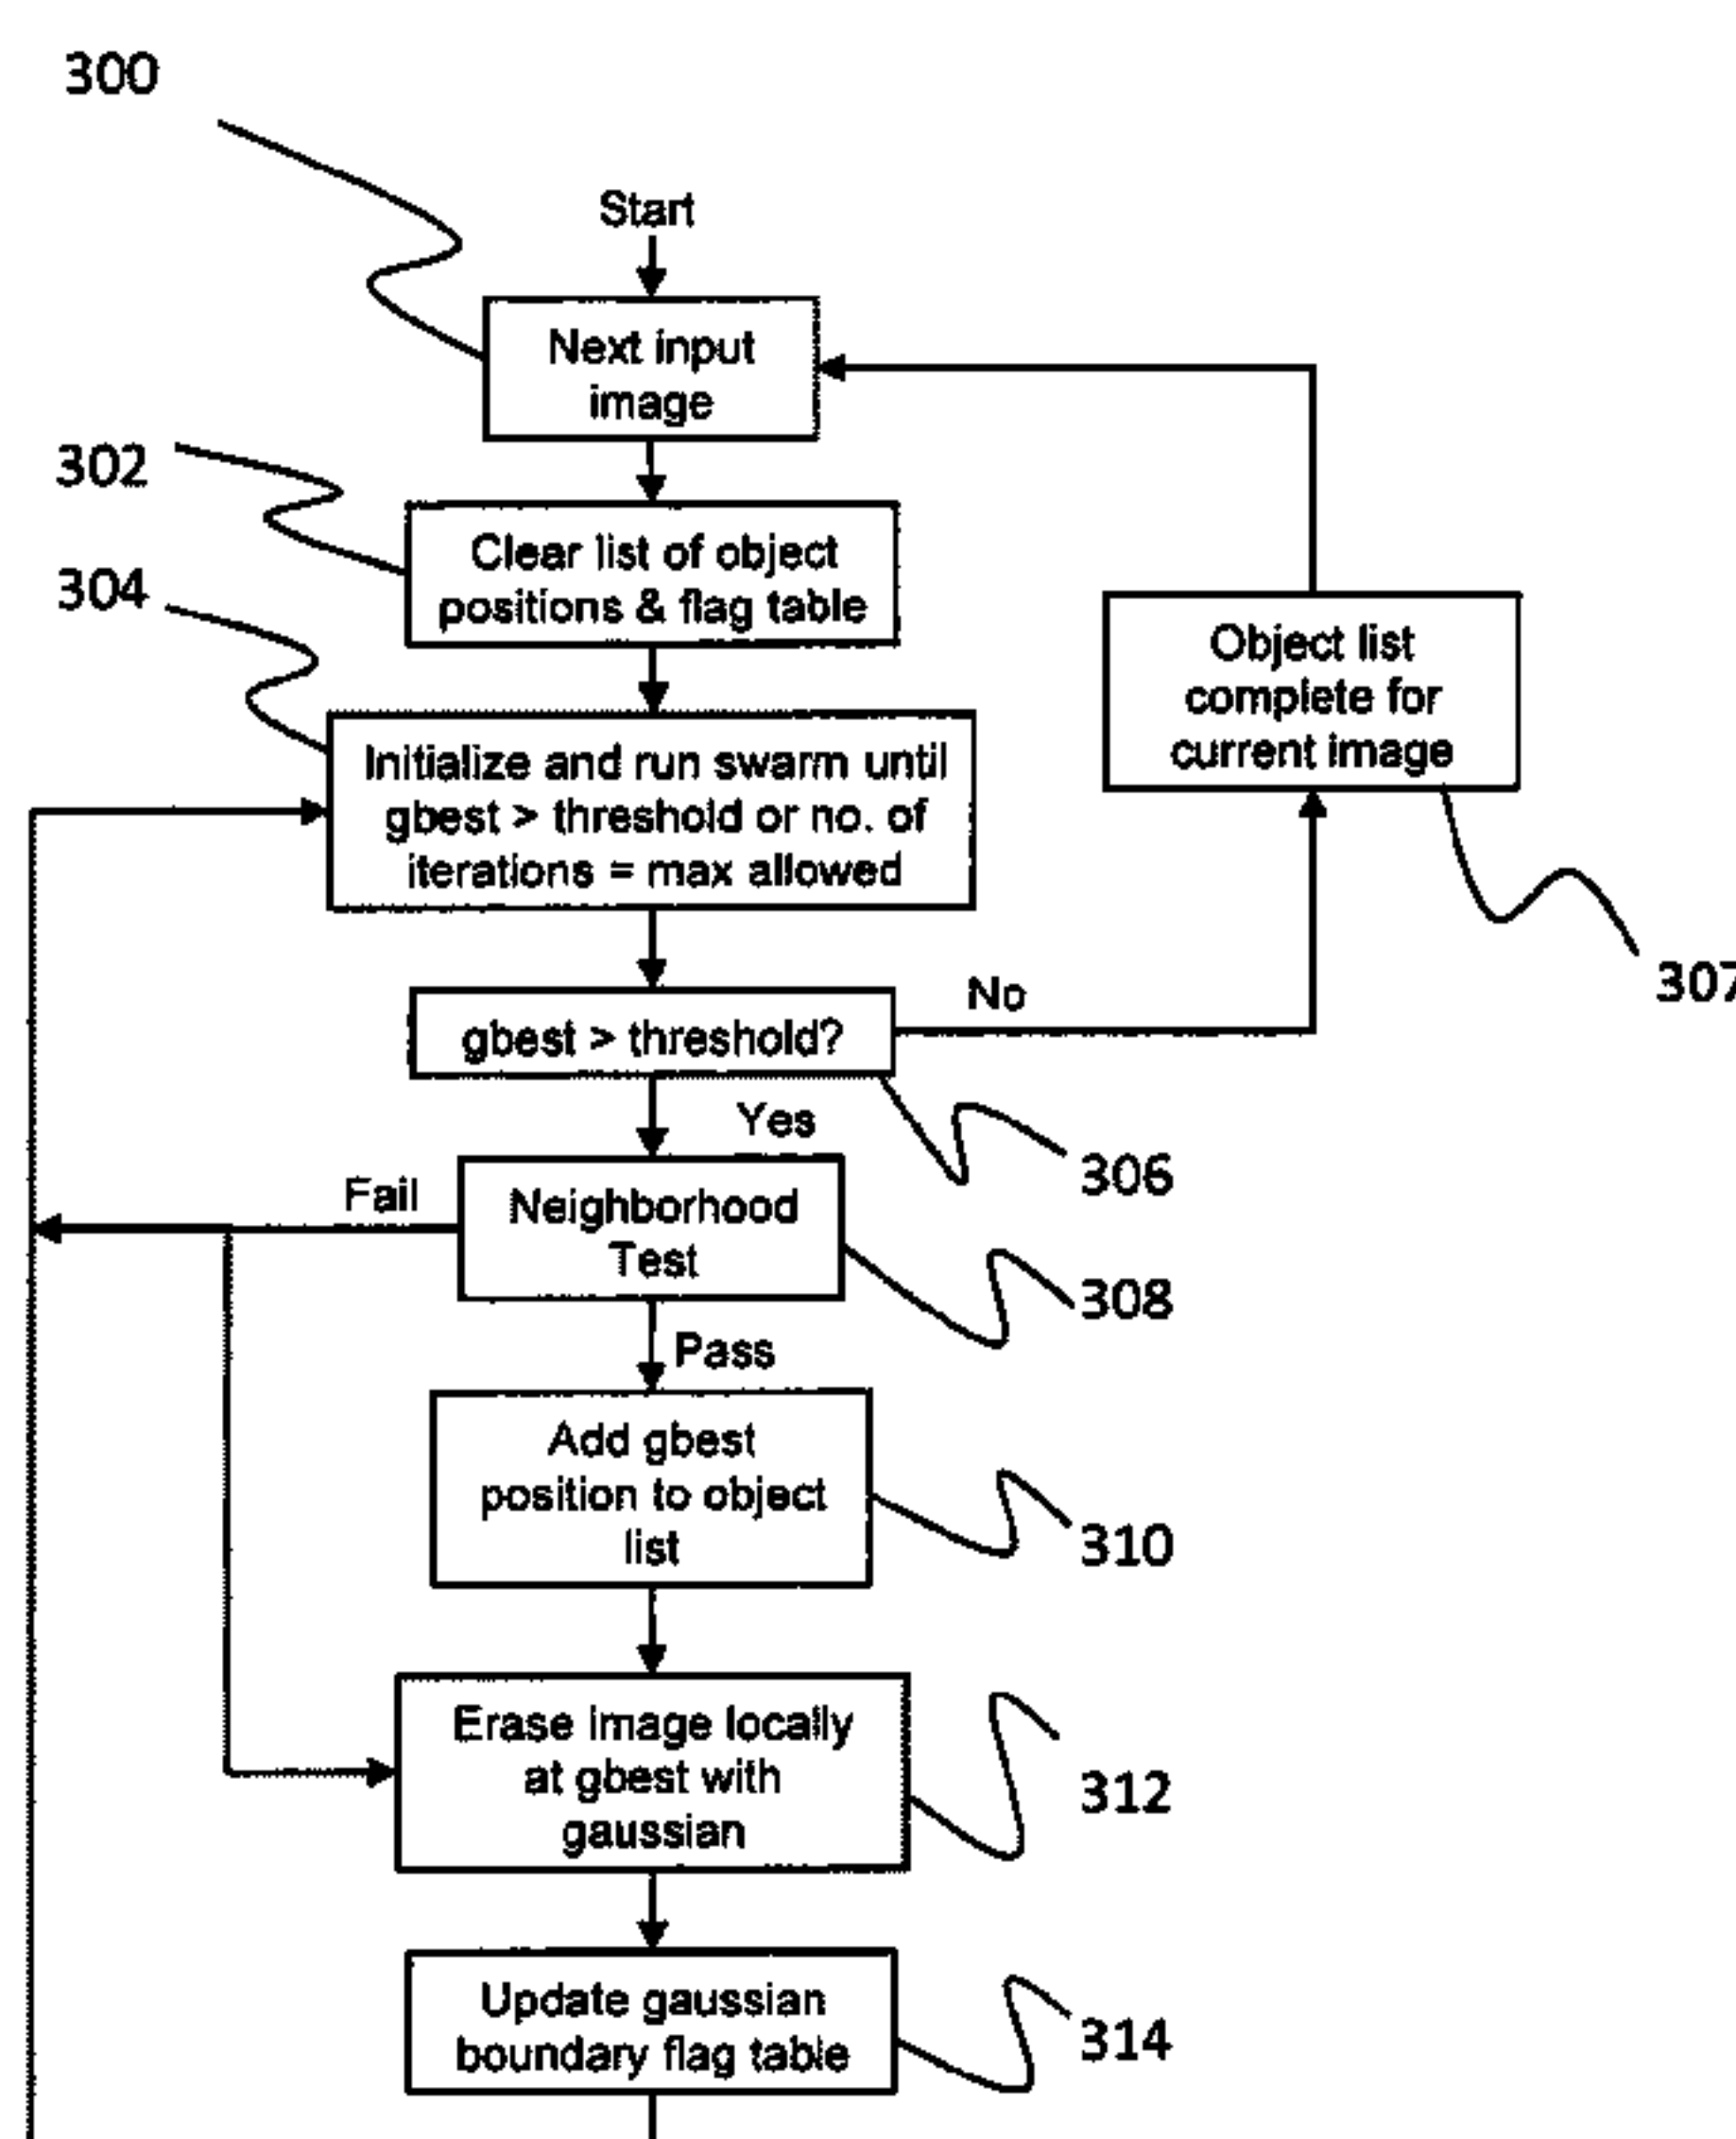 300
Start
Next input
image
302
Clear list of object
positions & flag table
304
Initialize and run swarm until
gbest > threshold or no. of
iterations = max allowed
Object list
complete for
current image
307
gbest > threshold?
No
Yes
306
Fail
Neighborhood
Test
308
Pass
Add gbest
position to object
list
310
Erase image locally
at gbest with
gaussian
312
Update gaussian
boundary flag table
314